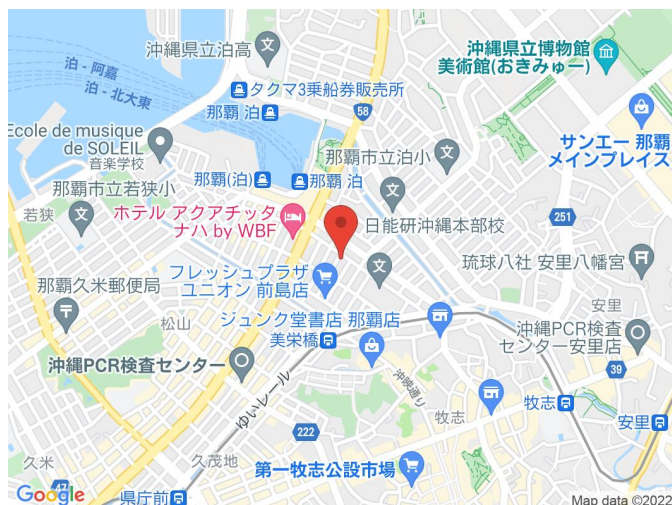 沖縄県立泊高
沖縄県立博物館
美術館(おきみゅー)
泊 - 阿嘉
泊 - 北大東
タクマ3乗船券販売所
那覇 泊
58
サンエー 那覇
メインプレイス
Ecole de musique
de SOLEIL
音楽学校
那覇市立泊小
那覇市立若狭小
那覇(泊)
那覇 泊
若狭
ホテル アクアチッタ
ナハ by WBF
日能研沖縄本部校
251
琉球八社 安里八幡宮
那覇久米郵便局
フレッシュプラザ
ユニオン 前島店
安里
松山
ジュンク堂書店 那覇店
美栄橋
沖縄PCR検査
センター安里店
沖縄PCR検査センター
39
ゆいレール
沖映通り
牧志
牧志
安里
222
久米
久茂地
第一牧志公設市場
47
県庁前
Google
Map data ©2022